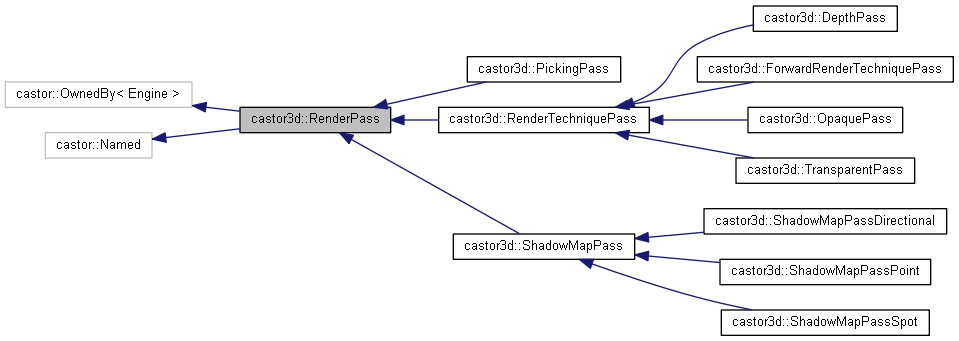 castor::OwnedBy< Engine >
castor::Named
castor3d::RenderPass
castor3d::PickingPass
castor3d::RenderTechniquePass
castor3d::ShadowMapPass
castor3d::DepthPass
castor3d::ForwardRenderTechniquePass
castor3d::OpaquePass
castor3d::TransparentPass
castor3d::ShadowMapPassDirectional
castor3d::ShadowMapPassPoint
castor3d::ShadowMapPassSpot